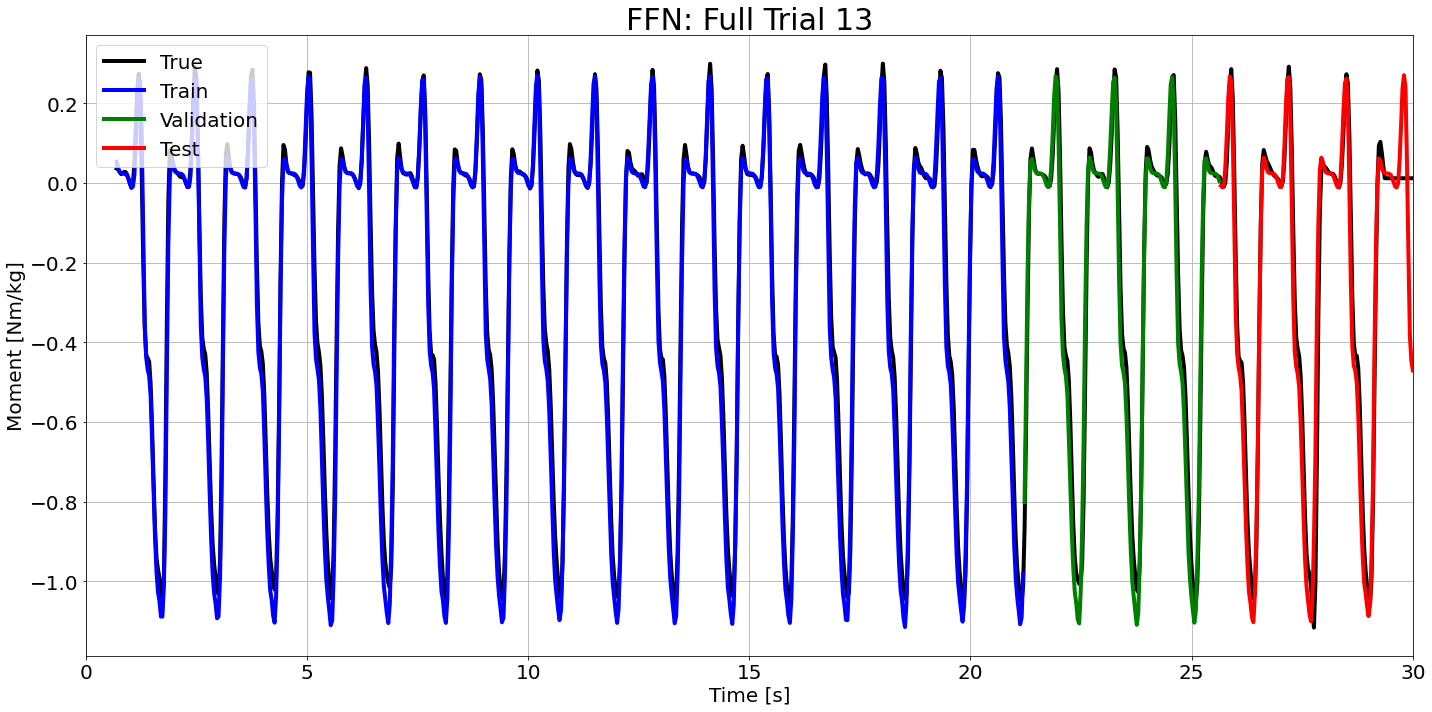 FFN: Full Trial 13
True
Train
Validation
Test
0.2
0.0
−0.2
−0.4
−0.6
−0.8
−1.0
Moment [Nm/kg]
0 5 10 15 20 25 30
Time [s]